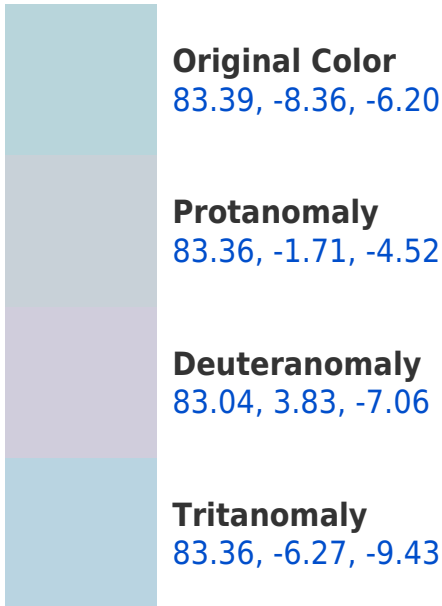 Original Color
83.39, -8.36, -6.20
Protanomaly
83.36, -1.71, -4.52
Deuteranomaly
83.04, 3.83, -7.06
Tritanomaly
83.36, -6.27, -9.43